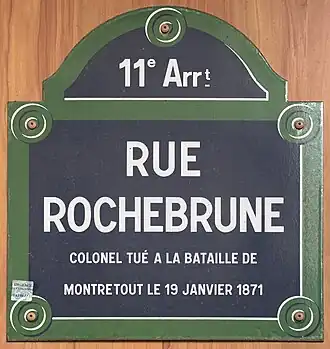 11e Arrt
RUE
ROCHEBRUNE
COLONEL TUÉ A LA BATAILLE DE
MONTRETOUT LE 19 JANVIER 1871